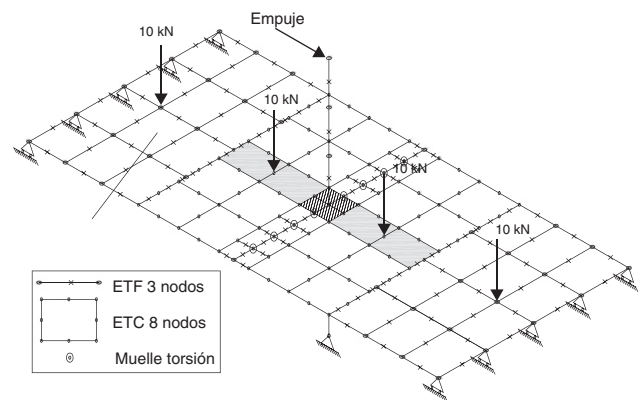 Empuje
10 kN
10 kN
10 kN
10 kN
ETF 3 nodos
ETC 8 nodos
Muelle torsión